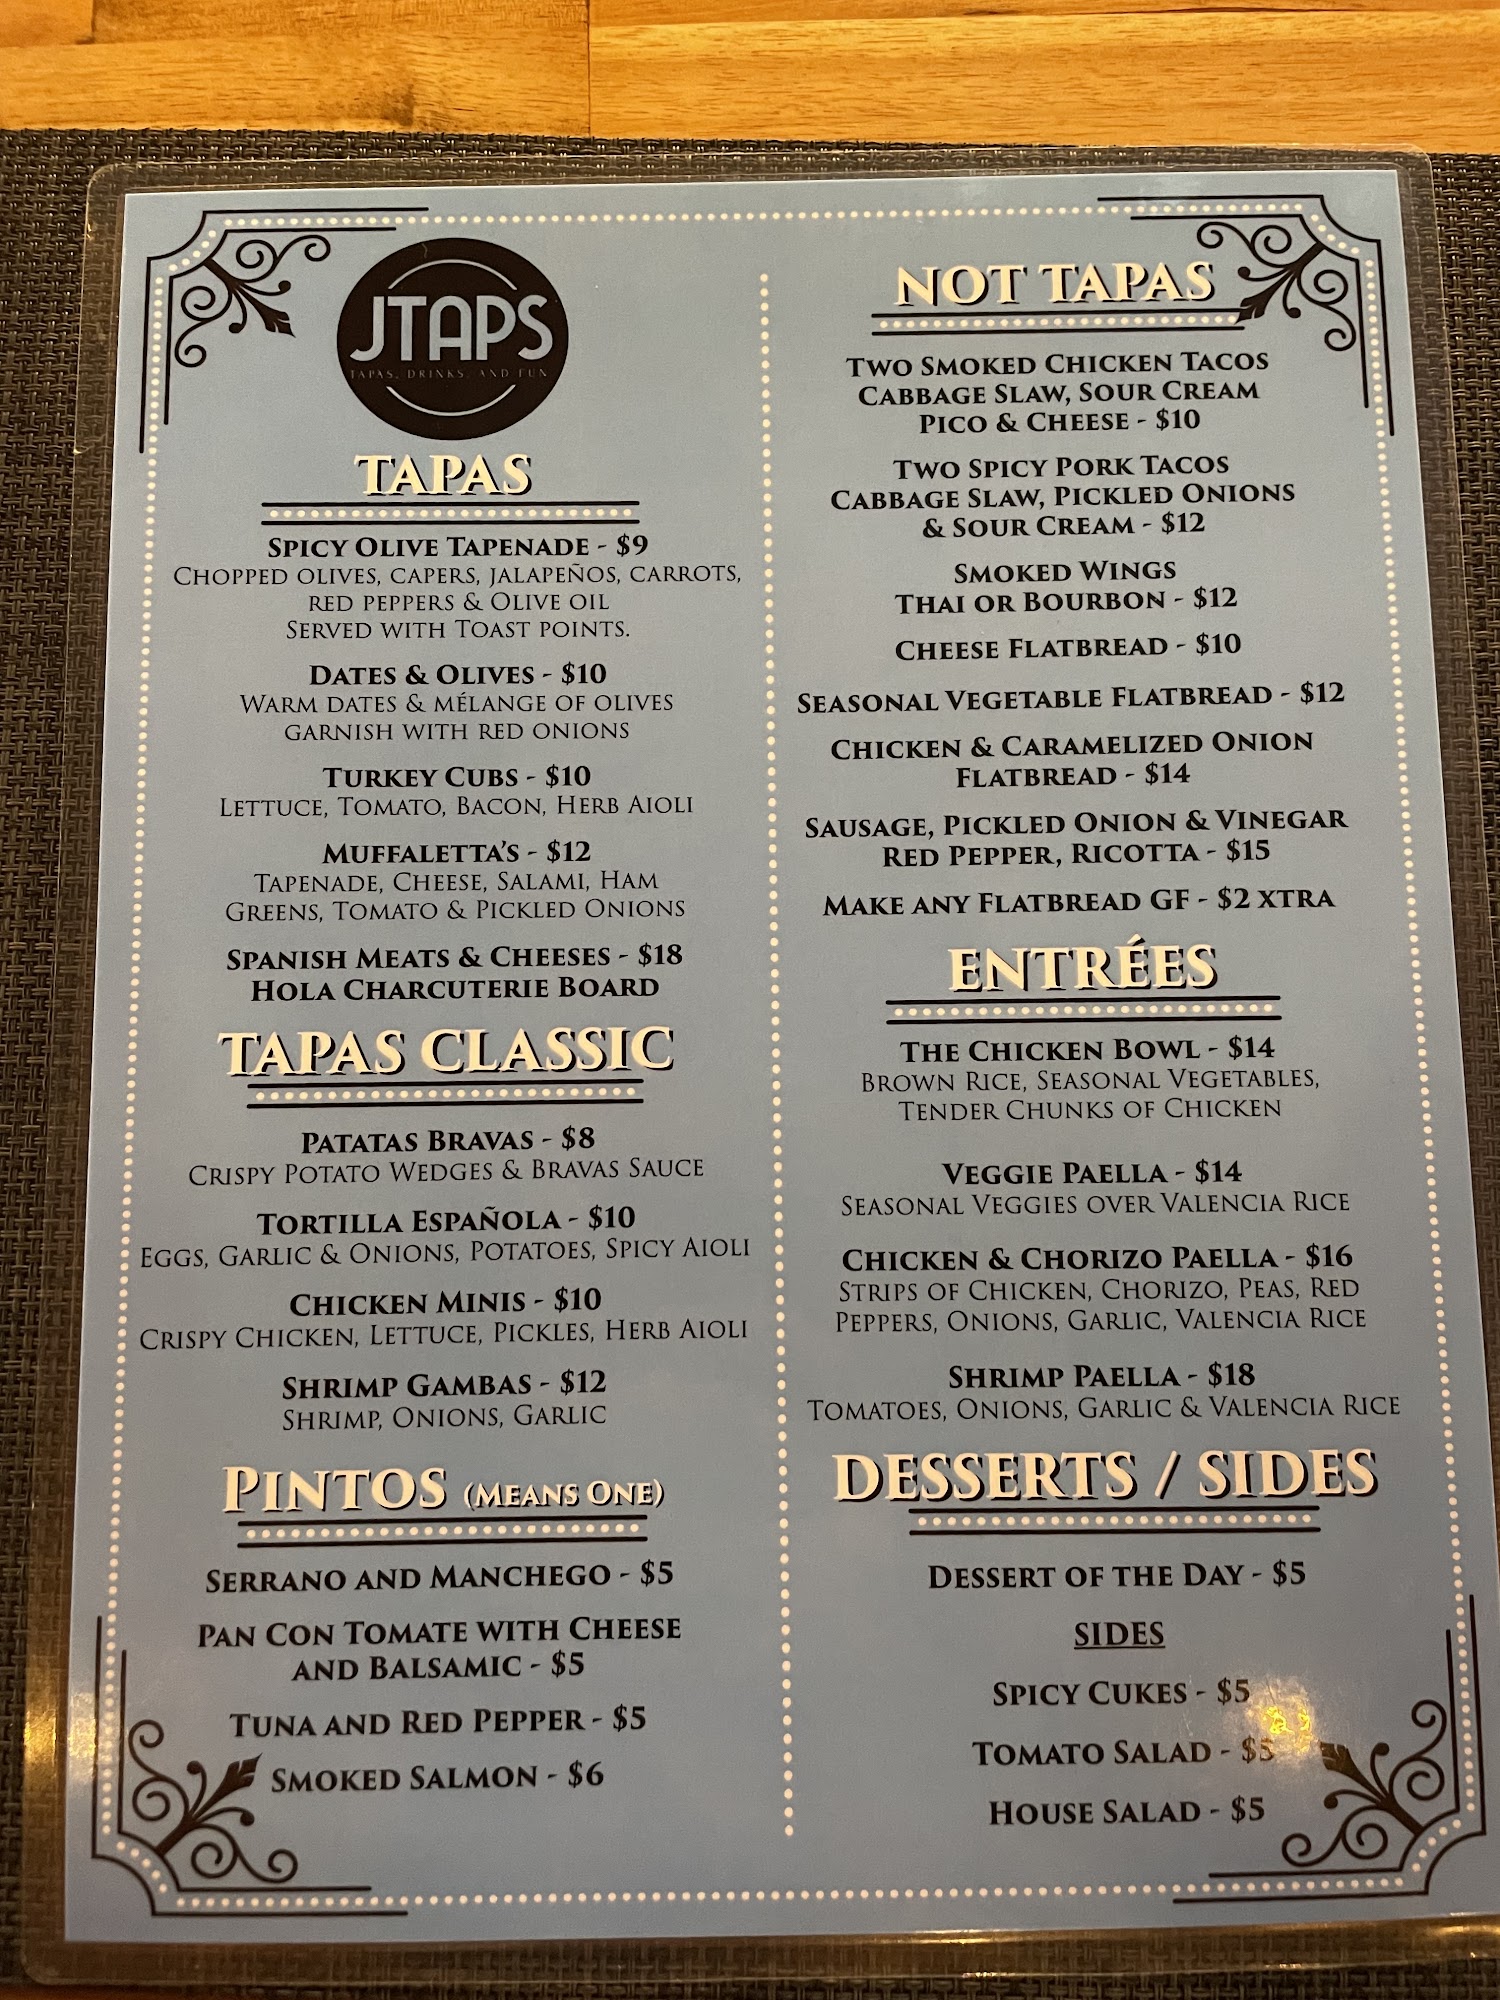 JTAPS
TAPAS, DRINKS, AND FUN
TAPAS
SPICY OLIVE TAPENADE - $9
CHOPPED OLIVES, CAPERS, JALAPEÑOS, CARROTS,
RED PEPPERS & OLIVE OIL
SERVED WITH TOAST POINTS.
DATES & OLIVES - $10
WARM DATES & MÉLANGE OF OLIVES
GARNISH WITH RED ONIONS
TURKEY CUBS - $10
LETTUCE, TOMATO, BACON, HERB AIOLI
MUFFALETTA'S - $12
TAPENADE, CHEESE, SALAMI, HAM
GREENS, TOMATO & PICKLED ONIONS
SPANISH MEATS & CHEESES - $18
HOLA CHARCUTERIE BOARD
TAPAS CLASSIC
PATATAS BRAVAS - $8
CRISPY POTATO WEDGES & BRAVAS SAUCE
TORTILLA ESPAÑOLA - $10
EGGS, GARLIC & ONIONS, POTATOES, SPICY AIOLI
CHICKEN MINIS - $10
CRISPY CHICKEN, LETTUCE, PICKLES, HERB AIOLI
SHRIMP GAMBAS - $12
SHRIMP, ONIONS, GARLIC
PINTOS (MEANS ONE)
SERRANO AND MANCHEGO - $5
PAN CON TOMATE WITH CHEESE
AND BALSAMIC - $5
TUNA AND RED PEPPER - $5
SMOKED SALMON - $6
NOT TAPAS
TWO SMOKED CHICKEN TACOS
CABBAGE SLAW, SOUR CREAM
PICO & CHEESE - $10
TWO SPICY PORK TACOS
CABBAGE SLAW, PICKLED ONIONS
& SOUR CREAM - $12
SMOKED WINGS
THAI OR BOURBON - $12
CHEESE FLATBREAD - $10
SEASONAL VEGETABLE FLATBREAD - $12
CHICKEN & CARAMELIZED ONION
FLATBREAD - $14
SAUSAGE, PICKLED ONION & VINEGAR
RED PEPPER, RICOTTA - $15
MAKE ANY FLATBREAD GF - $2 XTRA
ENTRÉES
THE CHICKEN BOWL - $14
BROWN RICE, SEASONAL VEGETABLES,
TENDER CHUNKS OF CHICKEN
VEGGIE PAELLA - $14
SEASONAL VEGGIES OVER VALENCIA RICE
CHICKEN & CHORIZO PAELLA - $16
STRIPS OF CHICKEN, CHORIZO, PEAS, RED
PEPPERS, ONIONS, GARLIC, VALENCIA RICE
SHRIMP PAELLA - $18
TOMATOES, ONIONS, GARLIC & VALENCIA RICE
DESSERTS / SIDES
DESSERT OF THE DAY - $5
SIDES
SPICY CUKES - $5
TOMATO SALAD - $5
HOUSE SALAD - $5